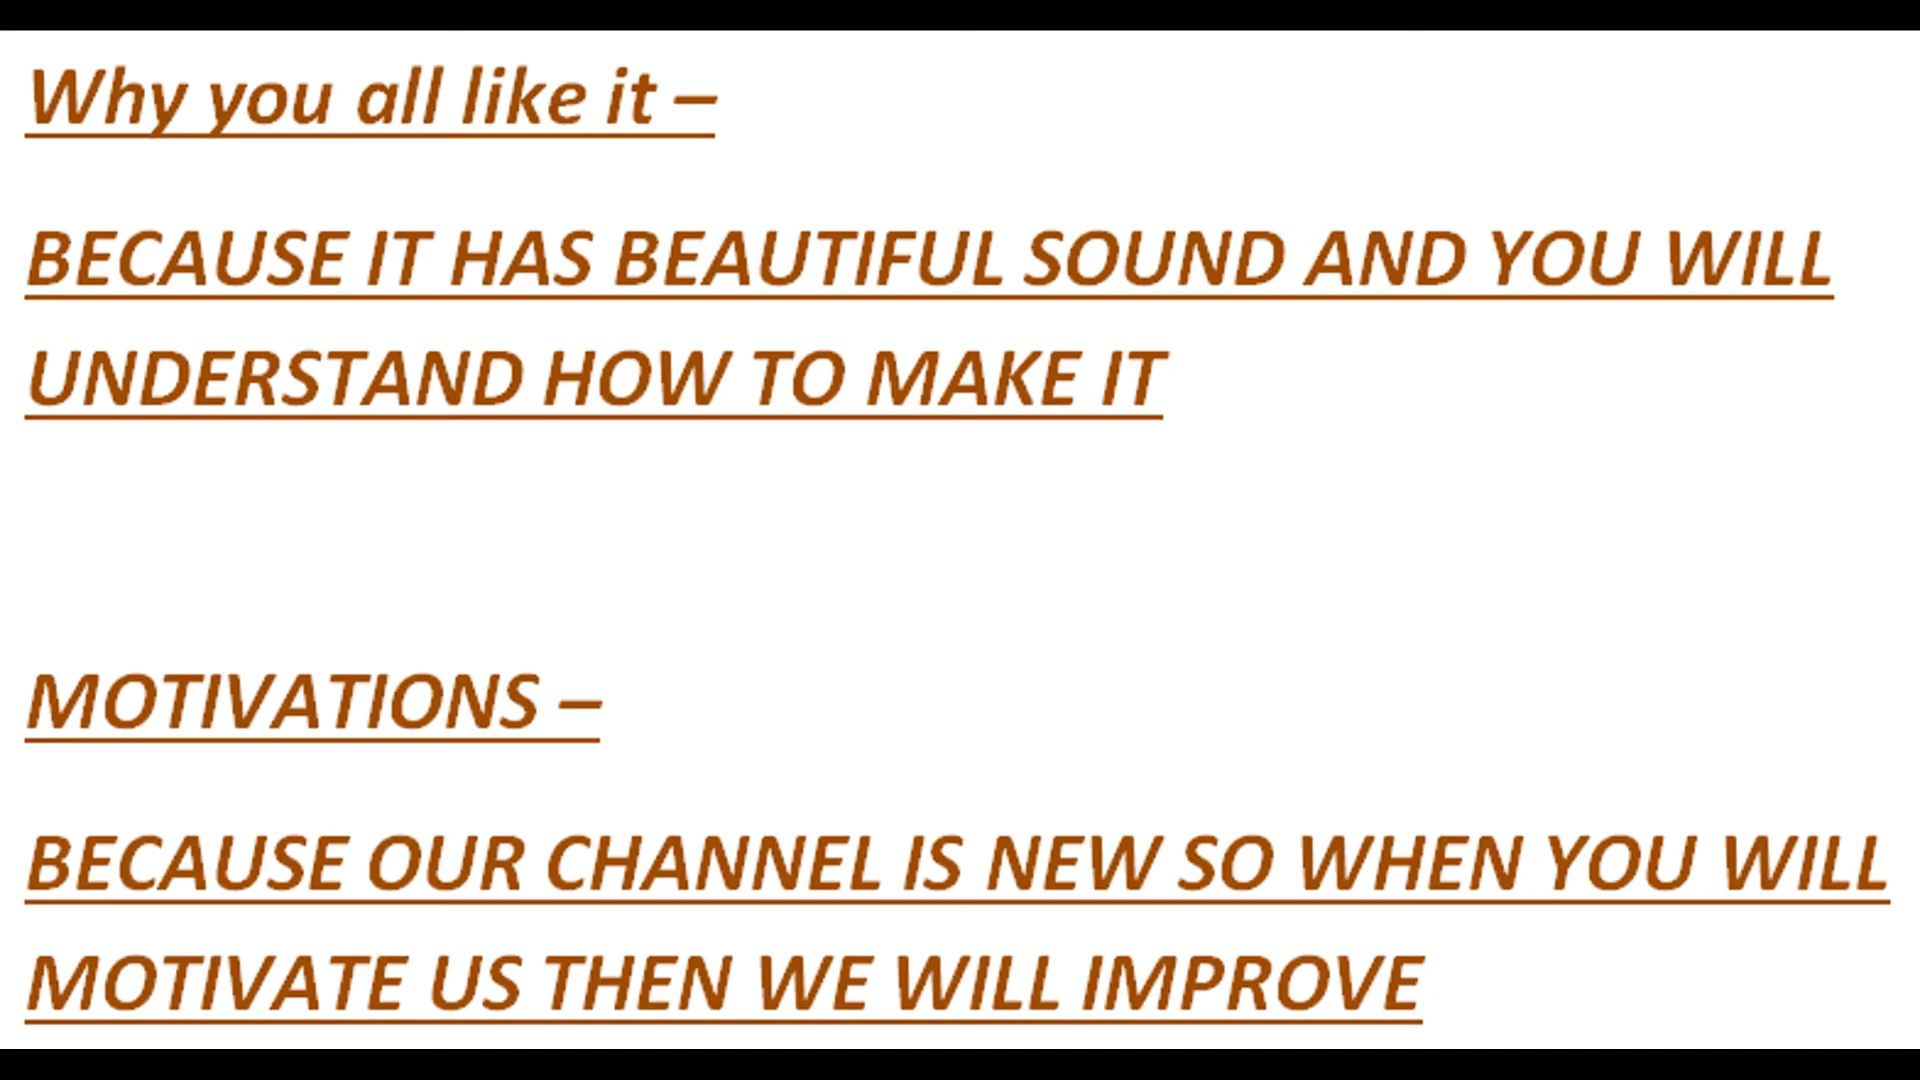 Why you all like it –
BECAUSE IT HAS BEAUTIFUL SOUND AND YOU WILL
UNDERSTAND HOW TO MAKE IT
MOTIVATIONS –
BECAUSE OUR CHANNEL IS NEW SO WHEN YOU WILL
MOTIVATE US THEN WE WILL IMPROVE